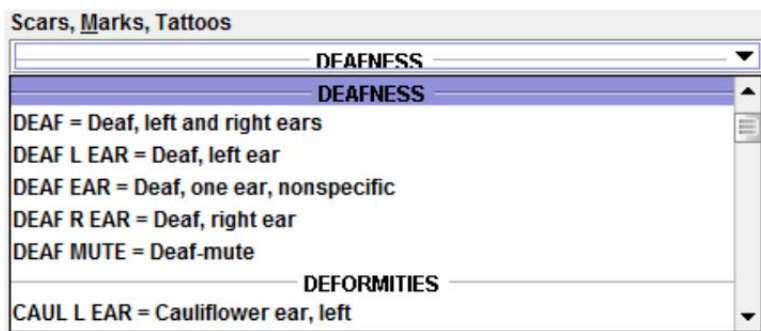 Scars, Marks, Tattoos
DEAFNESS
DEAFNESS
DEAF = Deaf, left and right ears
DEAF L EAR = Deaf, left ear
DEAF EAR = Deaf, one ear, nonspecific
DEAF R EAR = Deaf, right ear
DEAF MUTE = Deaf-mute
DEFORMITIES
CAUL L EAR = Cauliflower ear, left